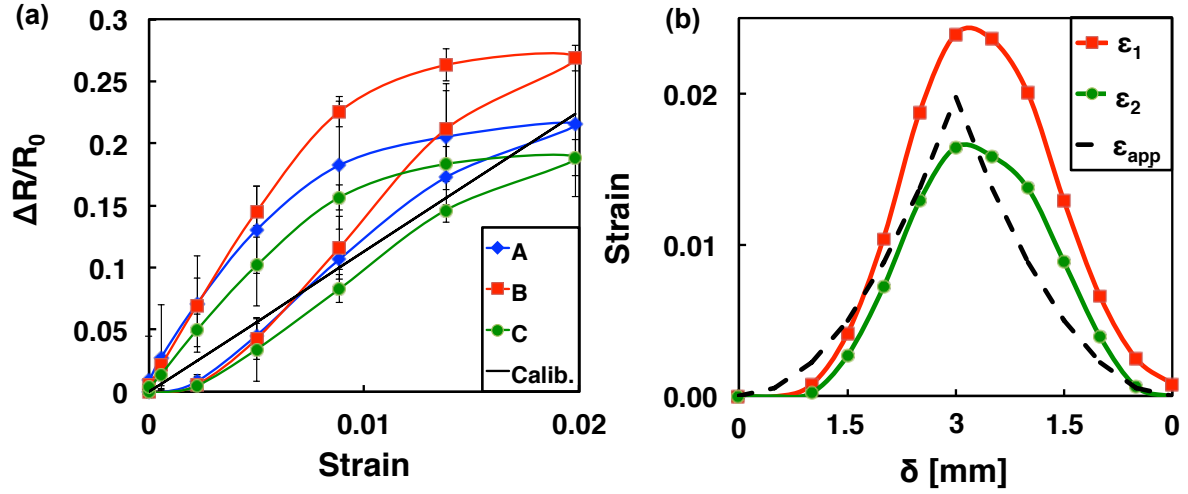 (a)
ΔR/R0
0.3
0.25
0.2
0.15
0.1
0.05
0
0
0.01
0.02
Strain
A
B
C
Calib.
(b)
Strain
0.02
0.01
0.00
0
1.5
3
1.5
0
δ [mm]
ε1
ε2
εapp